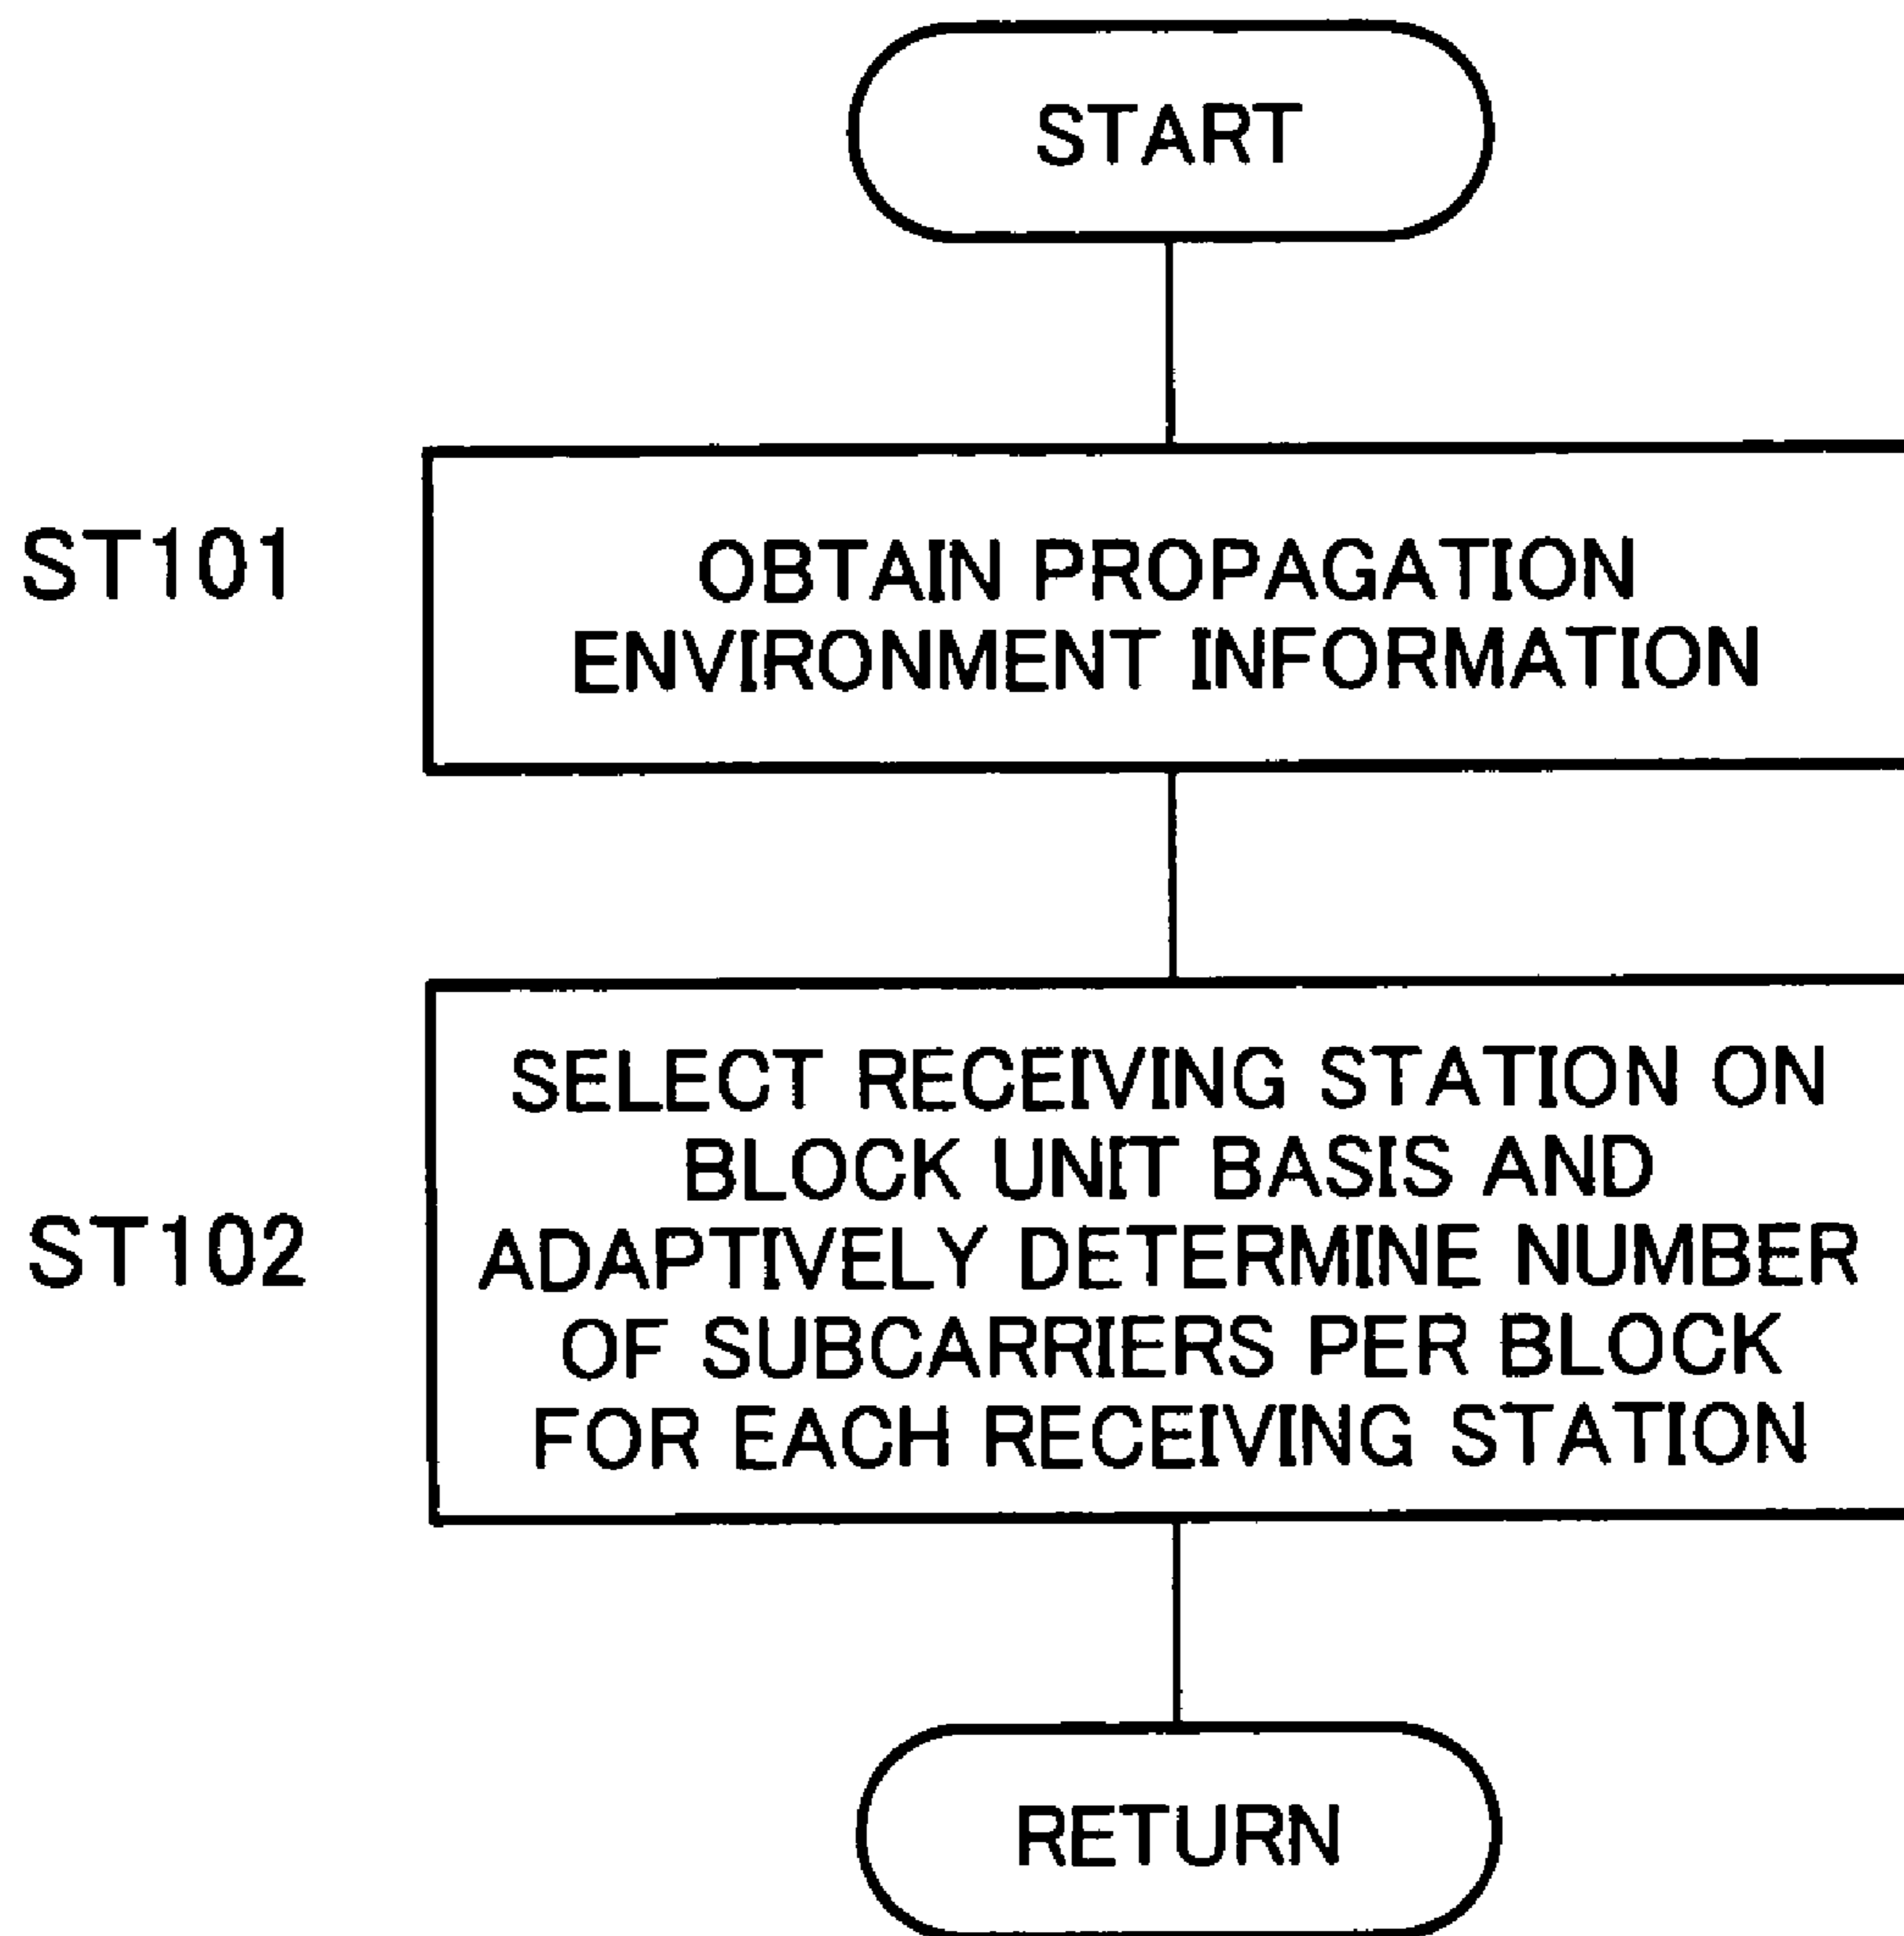 START
ST101
OBTAIN PROPAGATION
ENVIRONMENT INFORMATION
SELECT RECEIVING STATION ON
BLOCK UNIT BASIS AND
ST102
ADAPTIVELY DETERMINE NUMBER
OF SUBCARRIERS PER BLOCK
FOR EACH RECEIVING STATION
RETURN